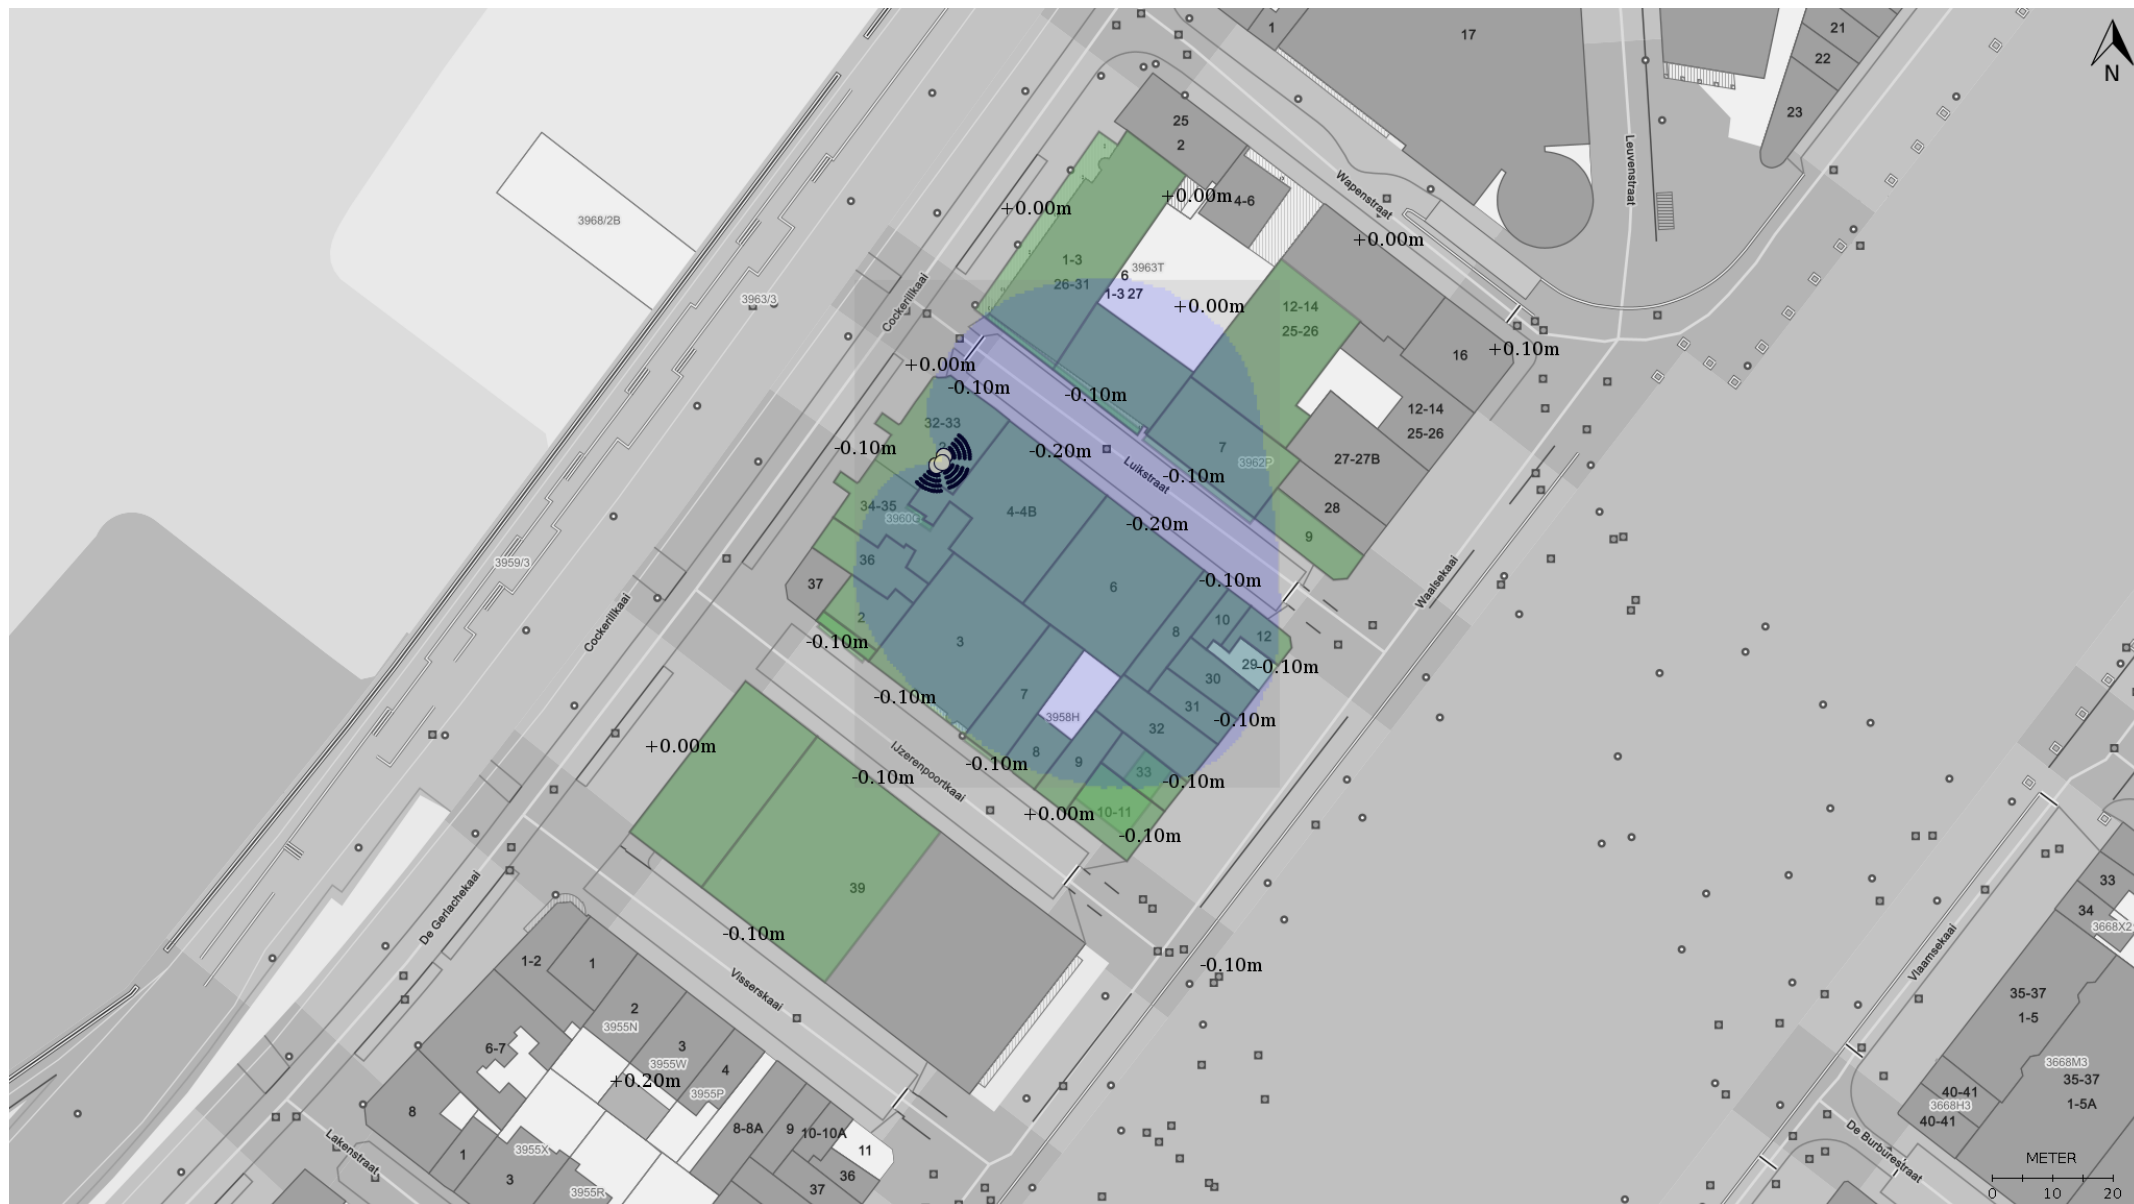 1
17
21
22
23
N
25
2
4-6
Wapenstraat
Leuvenstraat
+0.00m
+0.00m
+0.00m
3968/2B
3963/3
1-3
26-31
6
3963T
1-3 27
+0.00m
12-14
25-26
Cockerillkaai
+0.10m
16
+0.00m
-0.10m
-0.10m
12-14
25-26
32-33
-0.10m
-0.20m
7
3962P
27-27B
Luikstraat
-0.10m
34-35
3960G
4-4B
28
-0.20m
9
3959/3
36
37
6
-0.10m
Waalsekaai
Cockerillkaai
2
-0.10m
3
8
10
12
29
-0.10m
30
7
31
-0.10m
-0.10m
3958H
32
+0.00m
IJzerenpoortkaai
-0.10m
8
9
-0.10m
33
-0.10m
+0.00m
10-11
-0.10m
39
De Gerlachekaai
-0.10m
-0.10m
Visserskaai
1-2
1
2
3955N
3
3955W
4
3955P
6-7
+0.20m
8
1
3955X
3
3955R
Lakenstraat
8-8A
9
10-10A
11
36
37
33
34
3668X2
Vlaamsekaai
35-37
1-5
3668M3
35-37
1-5A
40-41
3668H3
40-41
De Burburestraat
METER
0
10
20